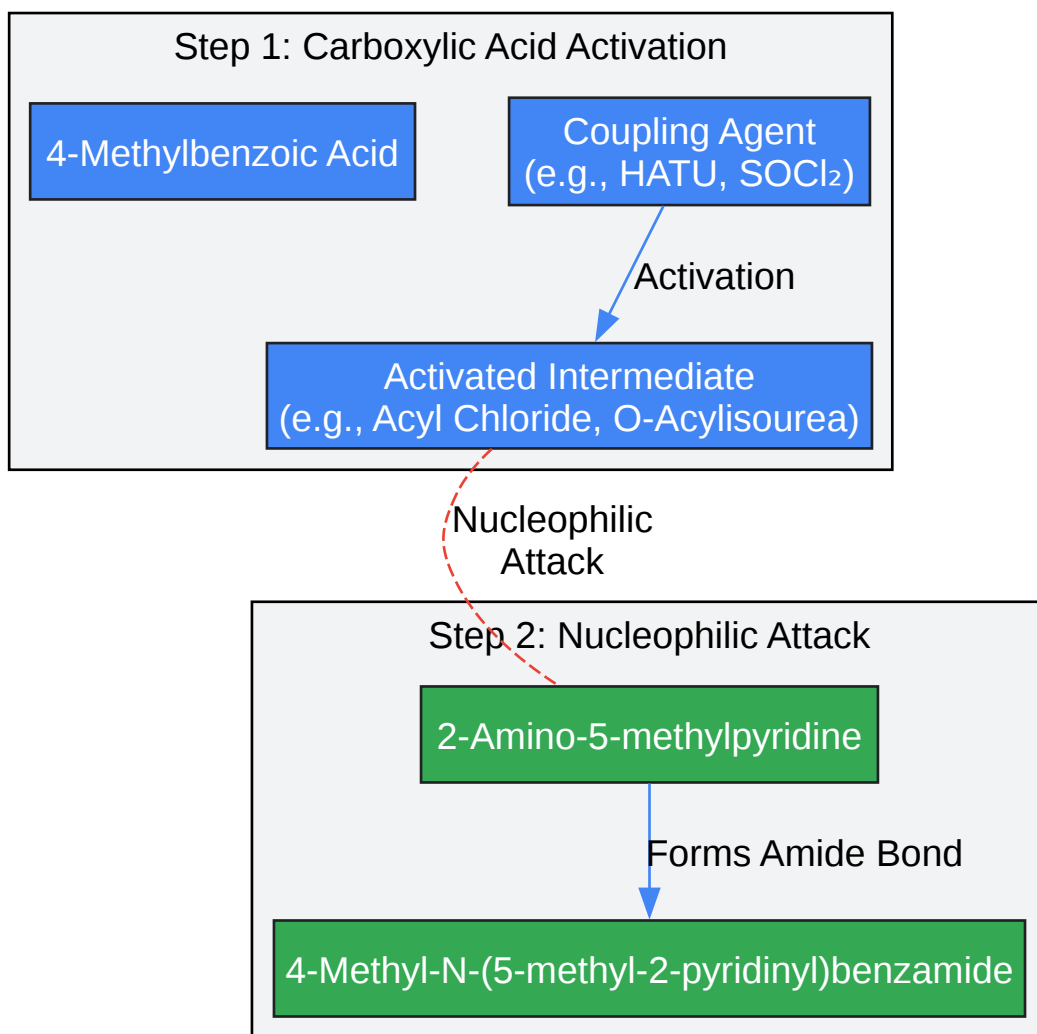 Step 1: Carboxylic Acid Activation
4-Methylbenzoic Acid
Coupling Agent
(e.g., HATU, SOCl₂)
Activation
Activated Intermediate
(e.g., Acyl Chloride, O-Acylisourea)
Nucleophilic
Attack
Step 2: Nucleophilic Attack
2-Amino-5-methylpyridine
Forms Amide Bond
4-Methyl-N-(5-methyl-2-pyridinyl)benzamide